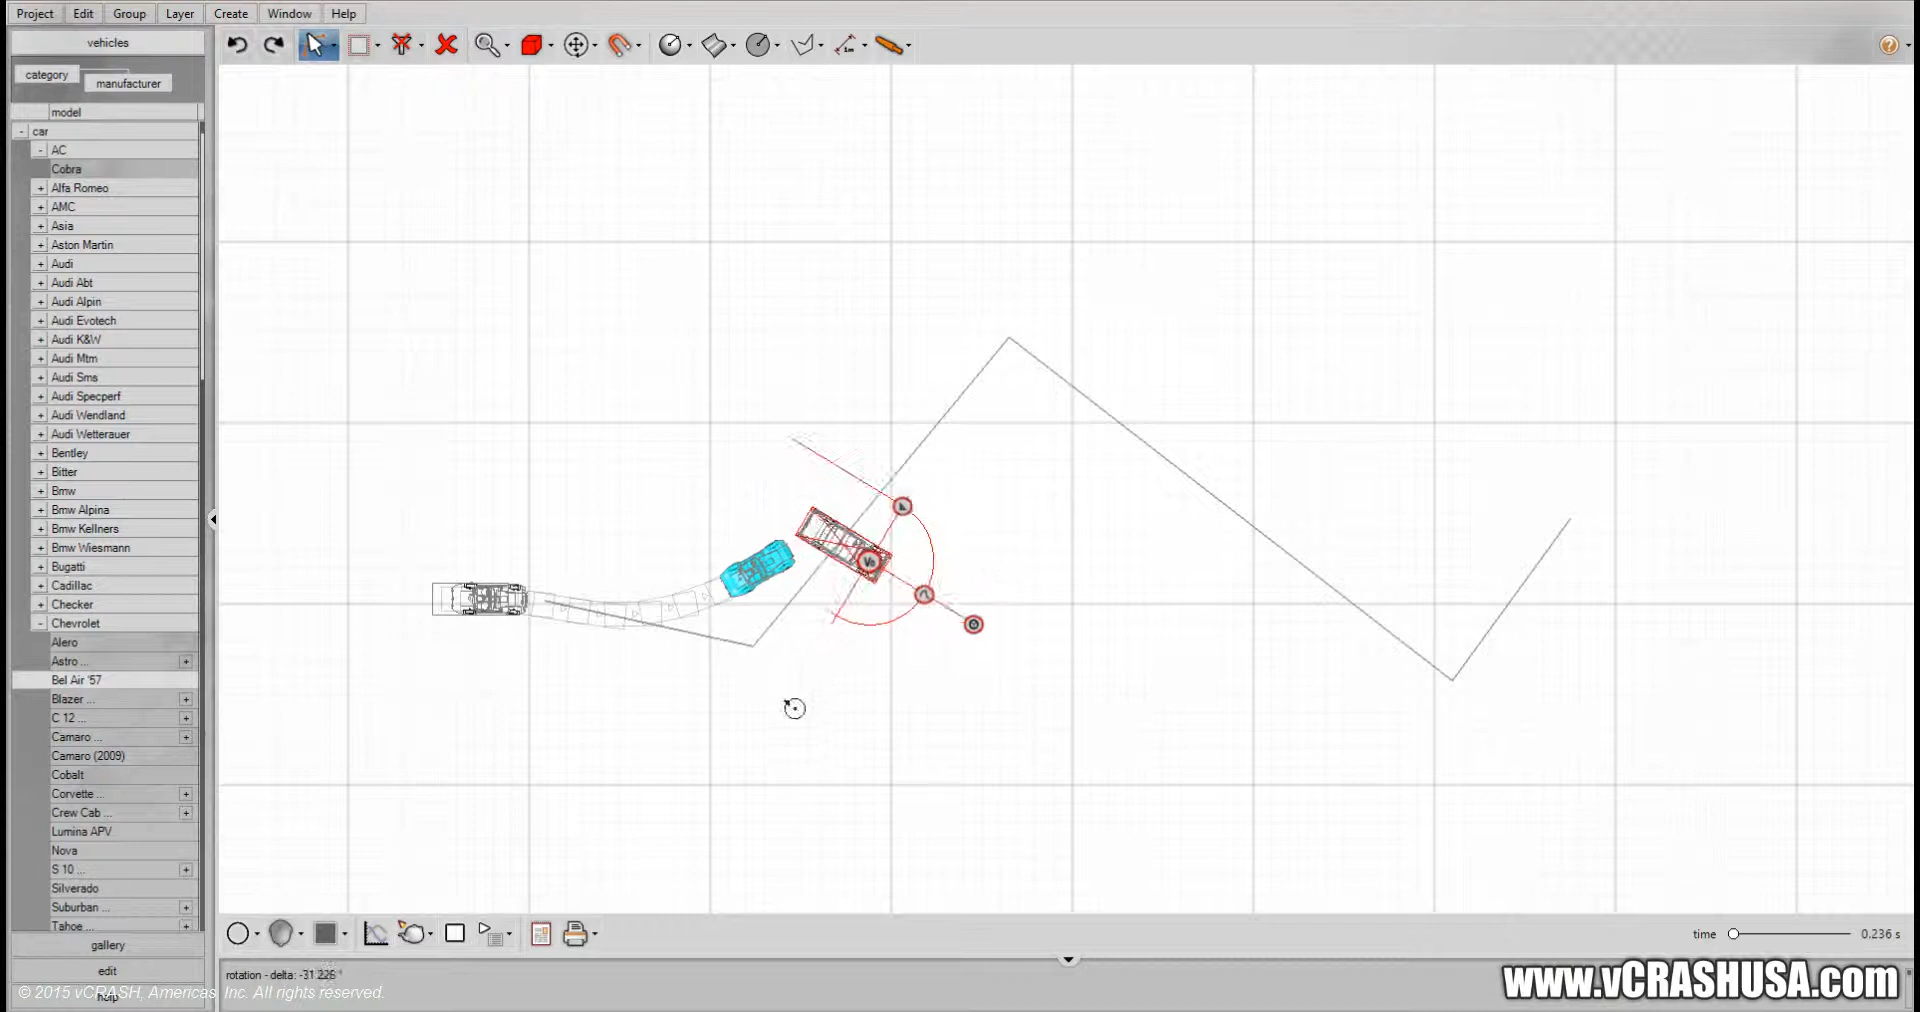 Project Edit Group Layer Create Window Help
vehicles
category
manufacturer
model
- car
- AC
Cobra
+ Alfa Romeo
+ AMC
+ Asia
+ Aston Martin
+ Audi
+ Audi Abt
+ Audi Alpin
+ Audi Evotech
+ Audi K&W
+ Audi Mtm
+ Audi Sms
+ Audi Specperf
+ Audi Wendland
+ Audi Wetterauer
+ Bentley
+ Bitter
+ Bmw
+ Bmw Alpina
+ Bmw Kellners
+ Bmw Wiesmann
+ Bugatti
+ Cadillac
+ Checker
- Chevrolet
Alero
Astro ... +
Bel Air '57
Blazer ... +
C 12 ... +
Camaro ... +
Camaro (2009)
Cobalt
Corvette ... +
Crew Cab ... +
Lumina APV
Nova
S 10 ... +
Silverado
Suburban ... +
Tahoe ...
gallery
edit
help
1m
V0
time 0.236 s
rotation - delta: -31.226 °
© 2015 vCRASH, Americas, Inc. All rights reserved.
www.vCRASHUSA.com